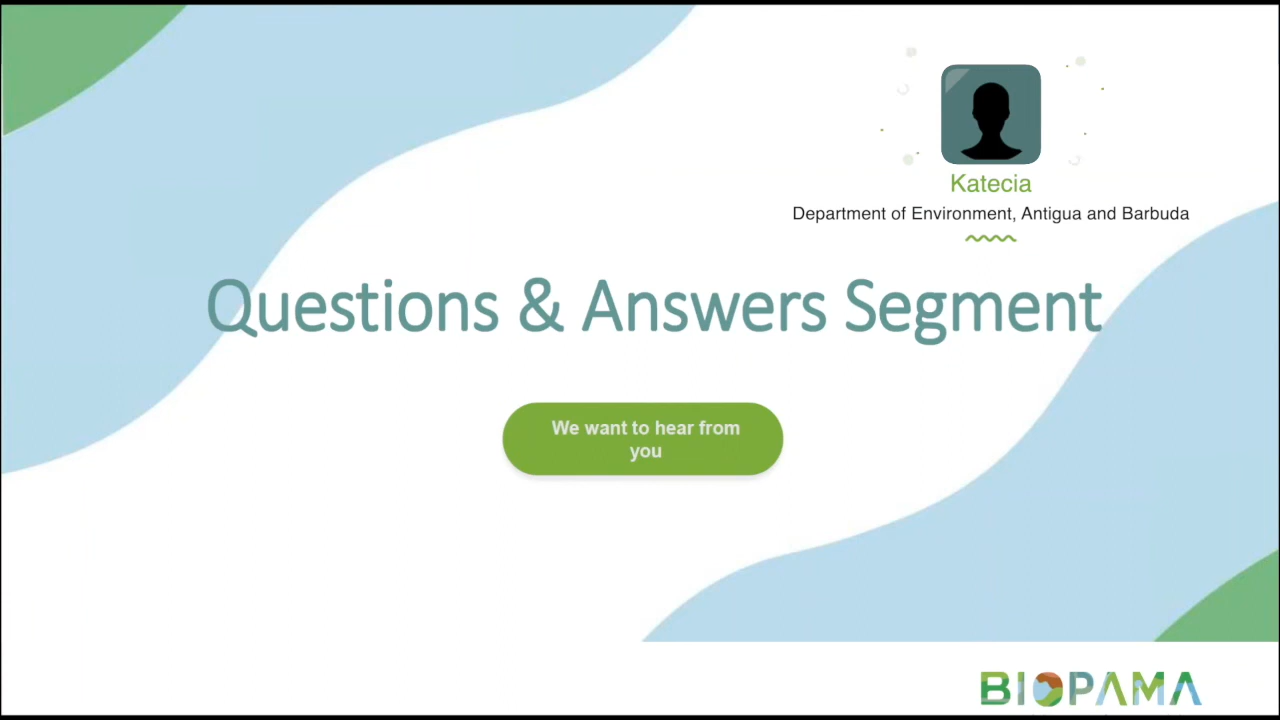 Katecia
Department of Environment, Antigua and Barbuda
Questions & Answers Segment
We want to hear from
you
BIOPAMA